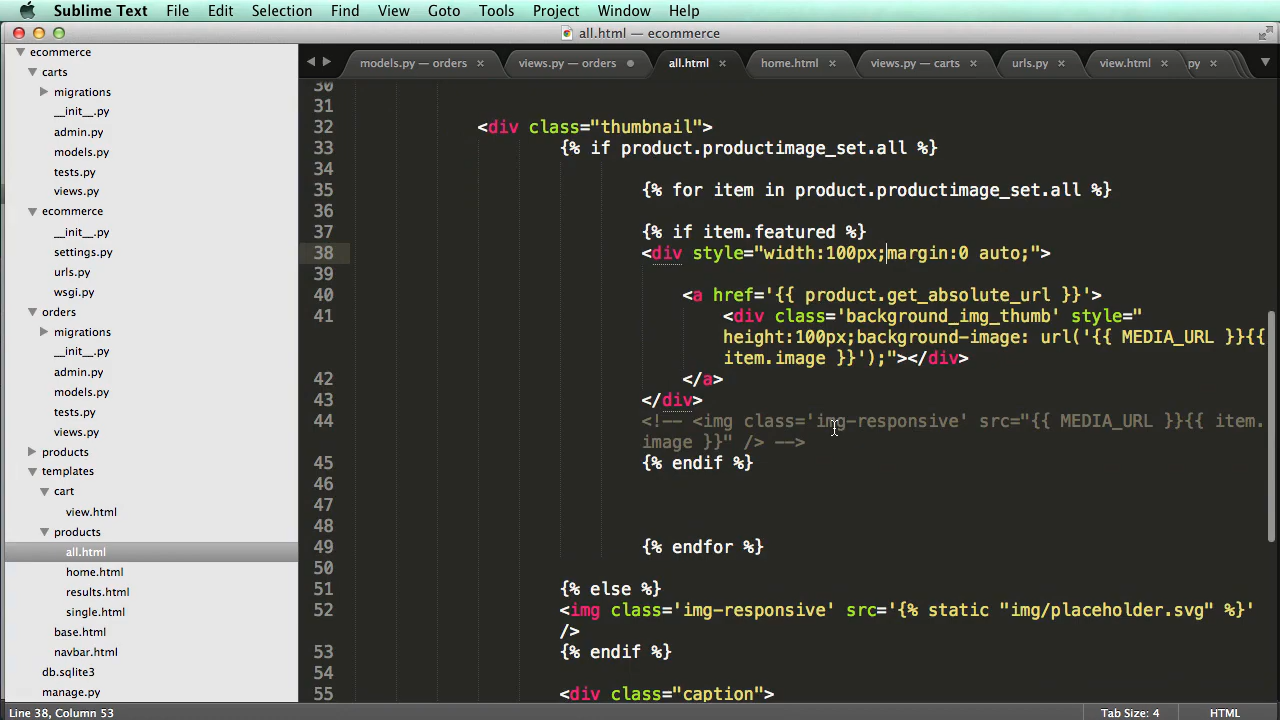 Sublime Text File Edit Selection Find View Goto Tools Project Window Help
all.html — ecommerce
ecommerce
carts
migrations
__init__.py
admin.py
models.py
tests.py
views.py
ecommerce
__init__.py
settings.py
urls.py
wsgi.py
orders
migrations
__init__.py
admin.py
models.py
tests.py
views.py
products
templates
cart
view.html
products
all.html
home.html
results.html
single.html
base.html
navbar.html
db.sqlite3
manage.py
models.py — orders × views.py — orders all.html × home.html × views.py — carts × urls.py × view.html × py ×
30
31
32 <div class="thumbnail">
33 {% if product.productimage_set.all %}
34
35 {% for item in product.productimage_set.all %}
36
37 {% if item.featured %}
38 <div style="width:100px;margin:0 auto;">
39
40 <a href='{{ product.get_absolute_url }}'>
41 <div class='background_img_thumb' style="
height:100px;background-image: url('{{ MEDIA_URL }}{{
item.image }}');"></div>
42 </a>
43 </div>
44 <!-- <img class='img-responsive' src="{{ MEDIA_URL }}{{ item.
image }}" /> -->
45 {% endif %}
46
47
48
49 {% endfor %}
50
51 {% else %}
52 <img class='img-responsive' src='{% static "img/placeholder.svg" %}'
/>
53 {% endif %}
54
55 <div class="caption">
Line 38, Column 53 Tab Size: 4 HTML